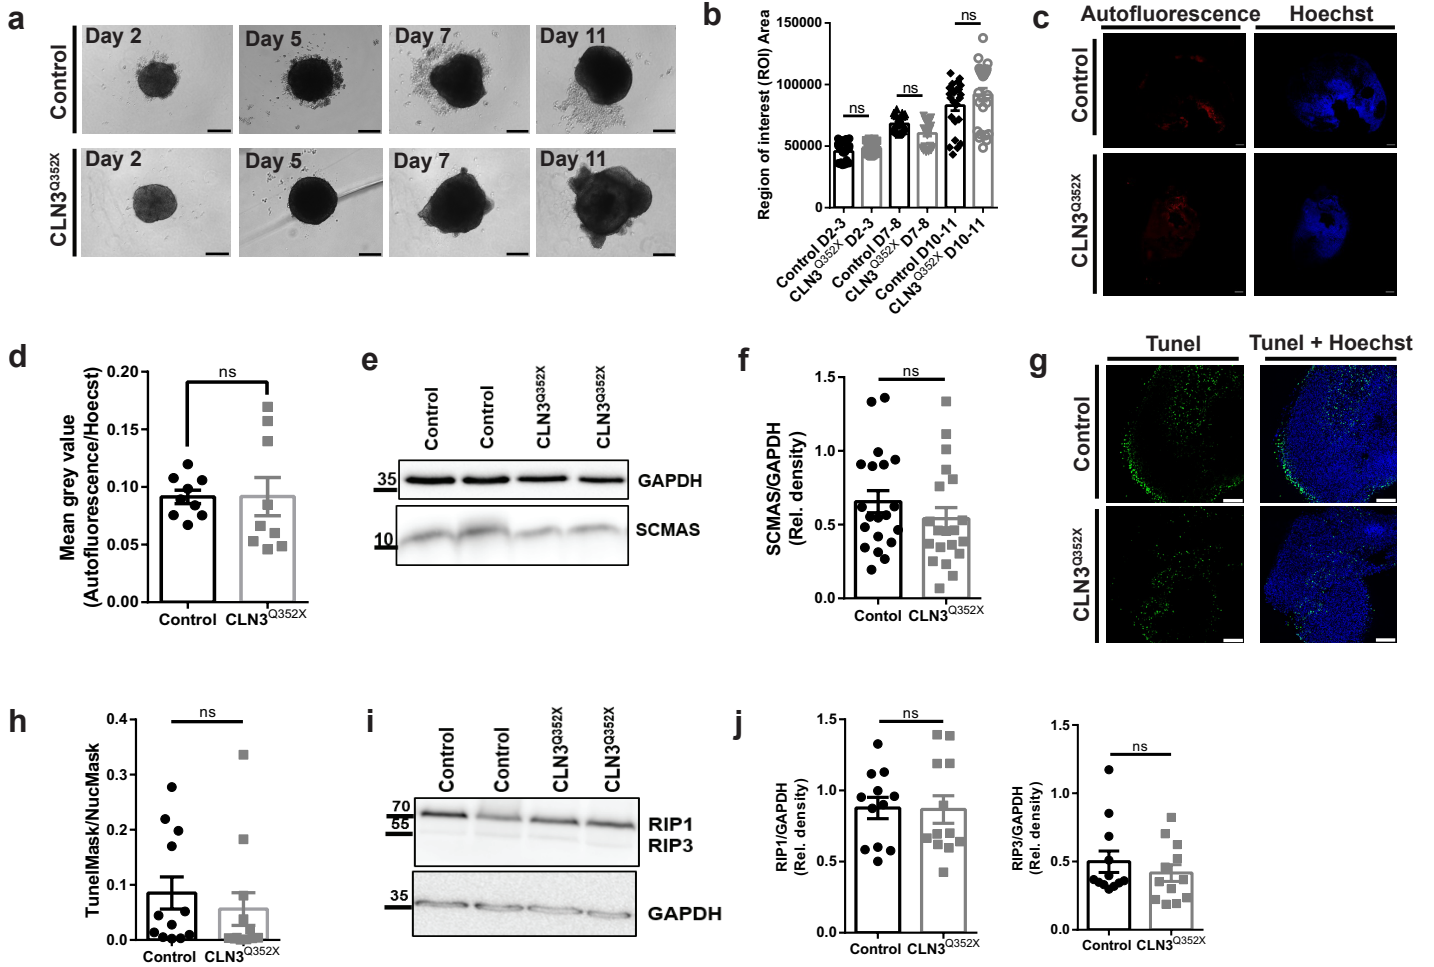 a
Control
Day 2
Day 5
Day 7
Day 11
CLN3Q352X
Day 2
Day 5
Day 7
Day 11
b
Region of interest (ROI) Area
150000
100000
50000
0
ns
ns
ns
Control D2-3
CLN3Q352X D2-3
Control D7-8
CLN3Q352X D7-8
Control D10-11
CLN3Q352X D10-11
c
Autofluorescence
Hoechst
Control
CLN3Q352X
d
Mean grey value
(Autofluorescence/Hoecst)
0.20
0.15
0.10
0.05
0.00
ns
Control
CLN3Q352X
e
Control
Control
CLN3Q352X
CLN3Q352X
35
GAPDH
10
SCMAS
f
SCMAS/GAPDH
(Rel. density)
1.5
1.0
0.5
0.0
ns
Contol
CLN3Q352X
g
Tunel
Tunel + Hoechst
Control
CLN3Q352X
h
TunelMask/NucMask
0.4
0.3
0.2
0.1
0.0
ns
Control
CLN3Q352X
i
Control
Control
CLN3Q352X
CLN3Q352X
70
55
RIP1
RIP3
35
GAPDH
j
RIP1/GAPDH
(Rel. density)
1.5
1.0
0.5
0.0
ns
Control
CLN3Q352X
RIP3/GAPDH
(Rel. density)
1.5
1.0
0.5
0.0
ns
Control
CLN3Q352X